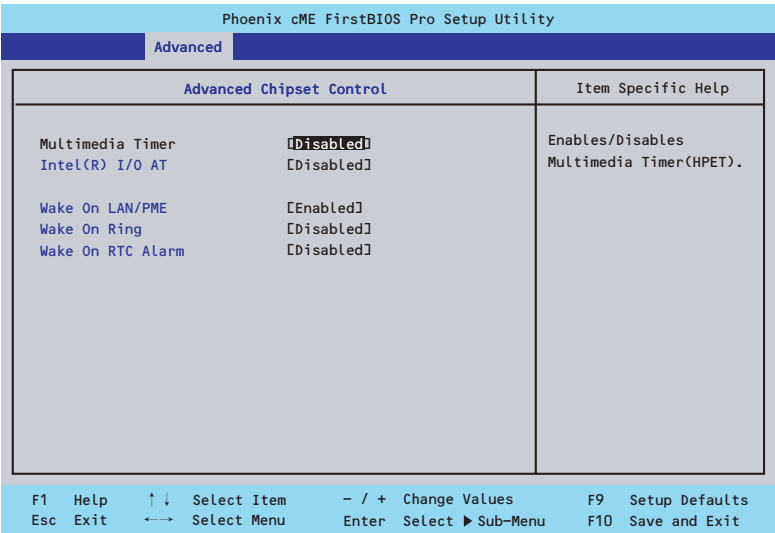 Phoenix cME FirstBIOS Pro Setup Utility
Advanced
Advanced Chipset Control
Item Specific Help
Multimedia Timer [Disabled]
Intel(R) I/O AT [Disabled]
Wake On LAN/PME [Enabled]
Wake On Ring [Disabled]
Wake On RTC Alarm [Disabled]
Enables/Disables
Multimedia Timer(HPET).
F1 Help ↑↓ Select Item - / + Change Values F9 Setup Defaults
Esc Exit ←→ Select Menu Enter Select ▶Sub-Menu F10 Save and Exit